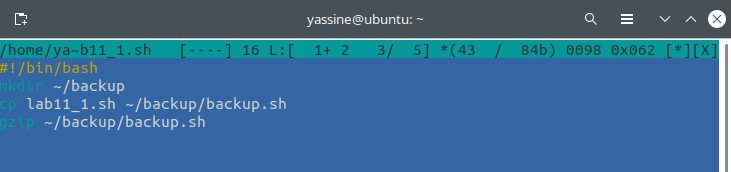 yassine@ubuntu: ~
/home/ya~b11_1.sh   [----] 16 L:[  1+ 2   3/  5] *(43  /  84b) 0098 0x062 [*][X]
#!/bin/bash
mkdir ~/backup
cp lab11_1.sh ~/backup/backup.sh
gzip ~/backup/backup.sh